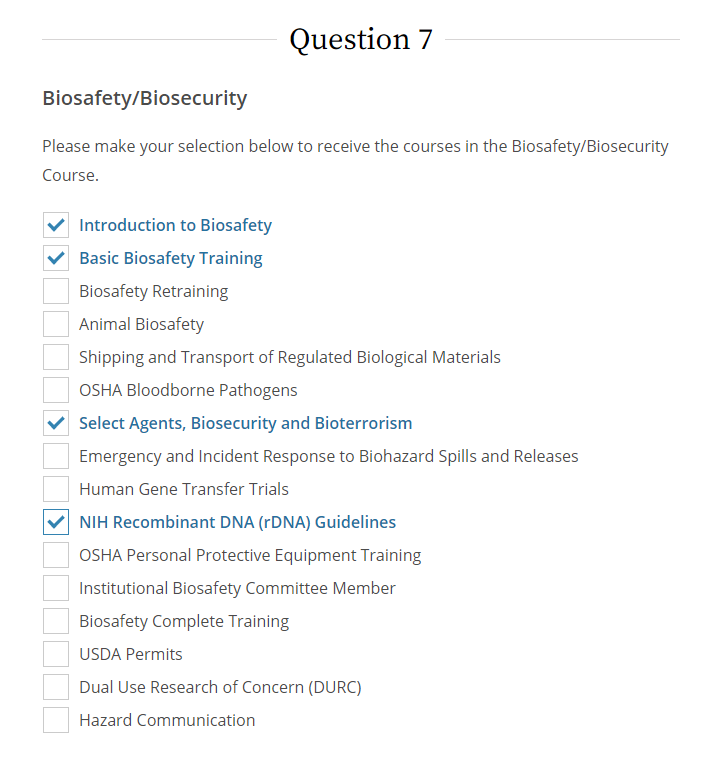 Question 7
Biosafety/Biosecurity
Please make your selection below to receive the courses in the Biosafety/Biosecurity
Course.
Introduction to Biosafety
Basic Biosafety Training
Biosafety Retraining
Animal Biosafety
Shipping and Transport of Regulated Biological Materials
OSHA Bloodborne Pathogens
Select Agents, Biosecurity and Bioterrorism
Emergency and Incident Response to Biohazard Spills and Releases
Human Gene Transfer Trials
NIH Recombinant DNA (rDNA) Guidelines
OSHA Personal Protective Equipment Training
Institutional Biosafety Committee Member
Biosafety Complete Training
USDA Permits
Dual Use Research of Concern (DURC)
Hazard Communication